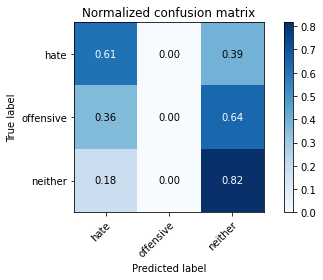 Normalized confusion matrix
True label
hate
0.61
0.00
0.39
offensive
0.36
0.00
0.64
neither
0.18
0.00
0.82
hate
offensive
neither
Predicted label
0.8
0.7
0.6
0.5
0.4
0.3
0.2
0.1
0.0